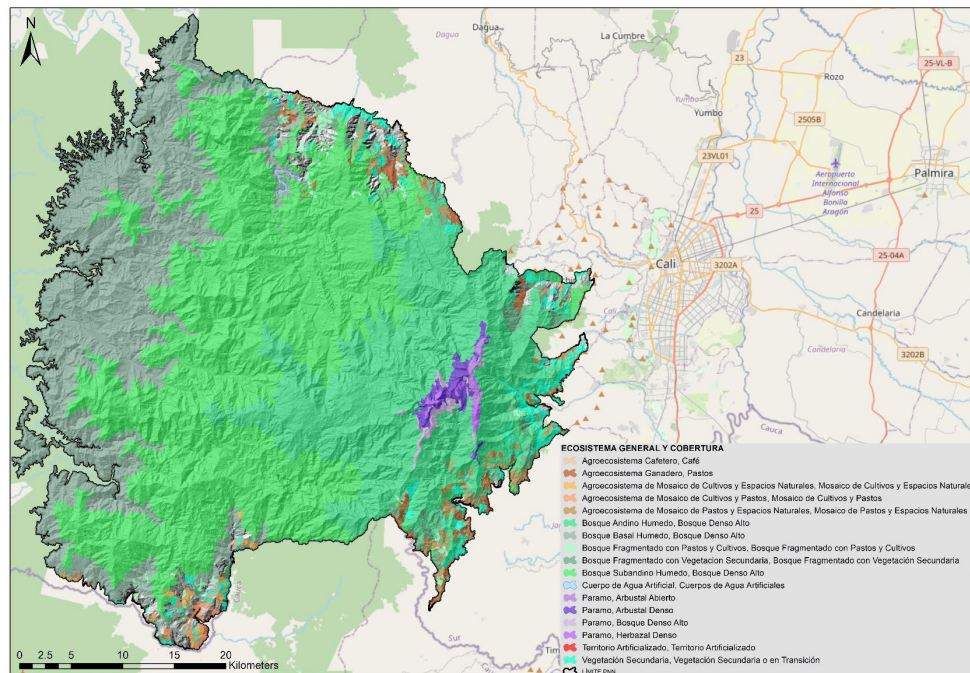 N
Dagua
Dagua
La Cumbre
23
25-VL-B
Rozo
Yumbo
Yumbo
2505B
23VL01
Aeropuerto
Internacional
Alfonso
Bonilla
Aragón
Palmira
25
Cali
3202A
25-04A
Cali
Candelaria
Candelaria
3202B
Cauca
ECOSISTEMA GENERAL Y COBERTURA
Agroecosistema Cafetero, Café
Agroecosistema Ganadero, Pastos
Agroecosistema de Mosaico de Cultivos y Espacios Naturales, Mosaico de Cultivos y Espacios Naturale
Agroecosistema de Mosaico de Cultivos y Pastos, Mosaico de Cultivos y Pastos
Agroecosistema de Mosaico de Pastos y Espacios Naturales, Mosaico de Pastos y Espacios Naturales
Bosque Andino Humedo, Bosque Denso Alto
Bosque Basal Humedo, Bosque Denso Alto
Bosque Fragmentado con Pastos y Cultivos, Bosque Fragmentado con Pastos y Cultivos
Bosque Fragmentado con Vegetacion Secundaria, Bosque Fragmentado con Vegetación Secundaria
Bosque Subandino Humedo, Bosque Denso Alto
Cuerpo de Agua Artificial, Cuerpos de Agua Artificiales
Paramo, Arbustal Abierto
Paramo, Arbustal Denso
Paramo, Bosque Denso Alto
Paramo, Herbazal Denso
Territorio Artificializado, Territorio Artificializado
Vegetación Secundaria, Vegetación Secundaria o en Transición
LÍMITE PNN
Sur
0 2.5 5 10 15 20
Kilometers